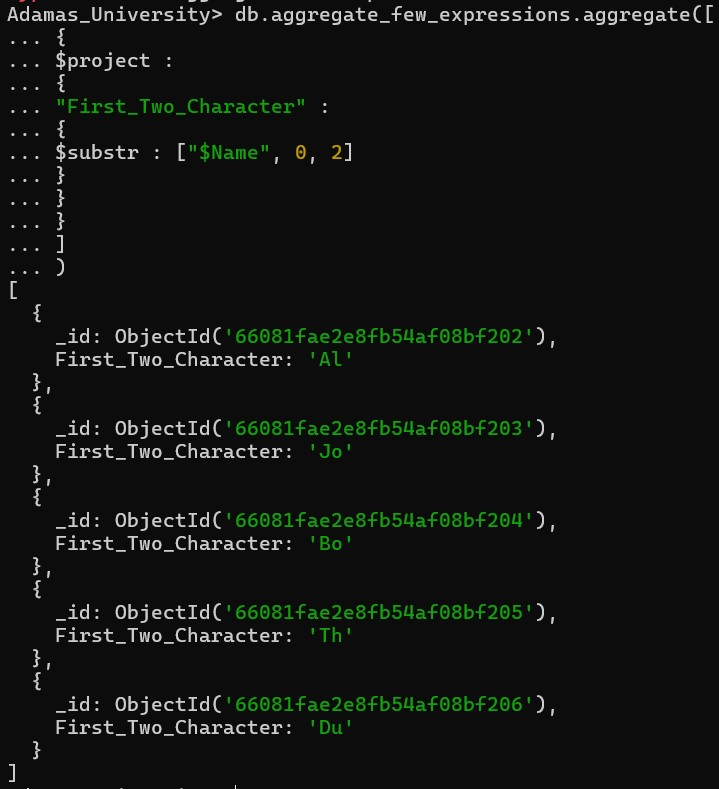 Adamas_University> db.aggregate_few_expressions.aggregate([
... {
... $project :
... {
... "First_Two_Character" :
... {
... $substr : ["$Name", 0, 2]
... }
... }
... }
... ]
... )
[
  {
    _id: ObjectId('66081fae2e8fb54af08bf202'),
    First_Two_Character: 'Al'
  },
  {
    _id: ObjectId('66081fae2e8fb54af08bf203'),
    First_Two_Character: 'Jo'
  },
  {
    _id: ObjectId('66081fae2e8fb54af08bf204'),
    First_Two_Character: 'Bo'
  },
  {
    _id: ObjectId('66081fae2e8fb54af08bf205'),
    First_Two_Character: 'Th'
  },
  {
    _id: ObjectId('66081fae2e8fb54af08bf206'),
    First_Two_Character: 'Du'
  }
]